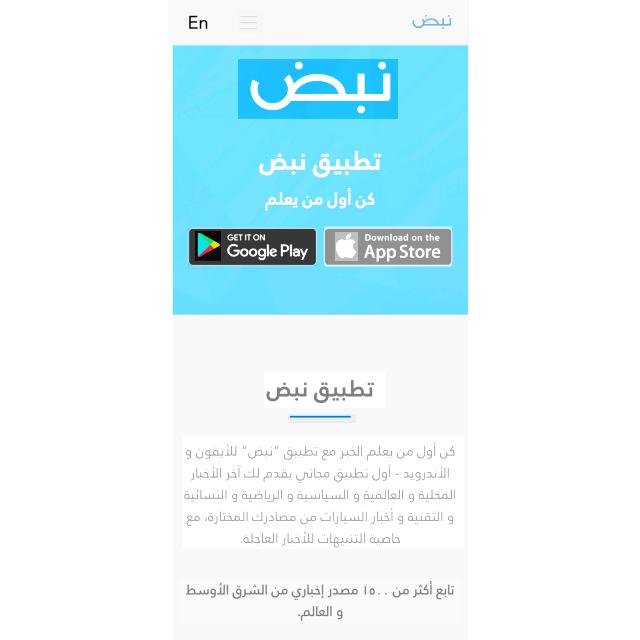 En
نبض
نبض
تطبيق نبض
كن أول من يعلم
GET IT ON
Google Play
Download on the
App Store
تطبيق نبض
كن أول من يعلم الخبر مع تطبيق "نبض" للأيفون و
الأندرويد - أول تطبيق مجاني يقدم لك آخر الأخبار
المحلية و العالمية و السياسية و الرياضية و النسائية
و التقنية و أخبار السيارات من مصادرك المختارة، مع
خاصية التنبيهات للأخبار العاجلة.
تابع أكثر من ١٥٠٠ مصدر إخباري من الشرق الأوسط
و العالم.